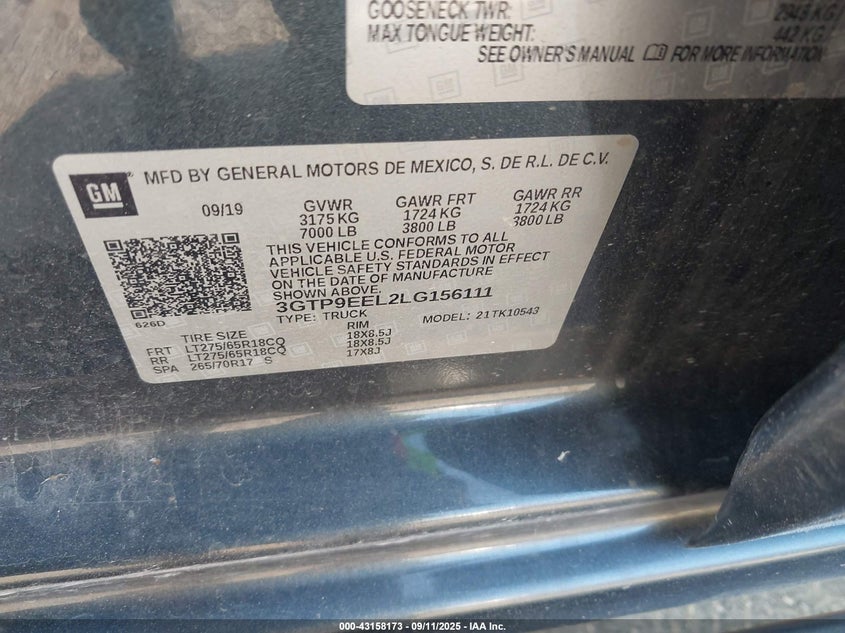 GOOSENECK TWR: 2948 KG/
MAX TONGUE WEIGHT: 442 KG/
SEE OWNER'S MANUAL FOR MORE INFORMATION
GM
MFD BY GENERAL MOTORS DE MEXICO, S. DE R.L. DE C.V.
09/19 GVWR GAWR FRT GAWR RR
3175 KG 1724 KG 1724 KG
7000 LB 3800 LB 3800 LB
THIS VEHICLE CONFORMS TO ALL
APPLICABLE U.S. FEDERAL MOTOR
VEHICLE SAFETY STANDARDS IN EFFECT
ON THE DATE OF MANUFACTURE
SHOWN ABOVE.
3GTP9EEL2LG156111
626D TYPE: TRUCK MODEL: 21TK10543
TIRE SIZE RIM
FRT LT275/65R18CQ 18X8.5J
RR LT275/65R18CQ 18X8.5J
SPA 265/70R17 S 17X8J
000-43158173 - 09/11/2025 - IAA Inc.